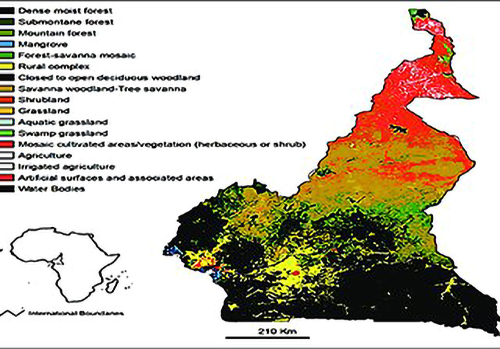 Dense moist forest
Submontane forest
Mountain forest
Mangrove
Forest-savanna mosaic
Rural complex
Closed to open deciduous woodland
Savanna woodland-Tree savanna
Shrubland
Grassland
Aquatic grassland
Swamp grassland
Mosaic cultivated areas/vegetation (herbaceous or shrub)
Agriculture
Irrigated agriculture
Artificial surfaces and associated areas
Water Bodies
International Boundaries
210 Km